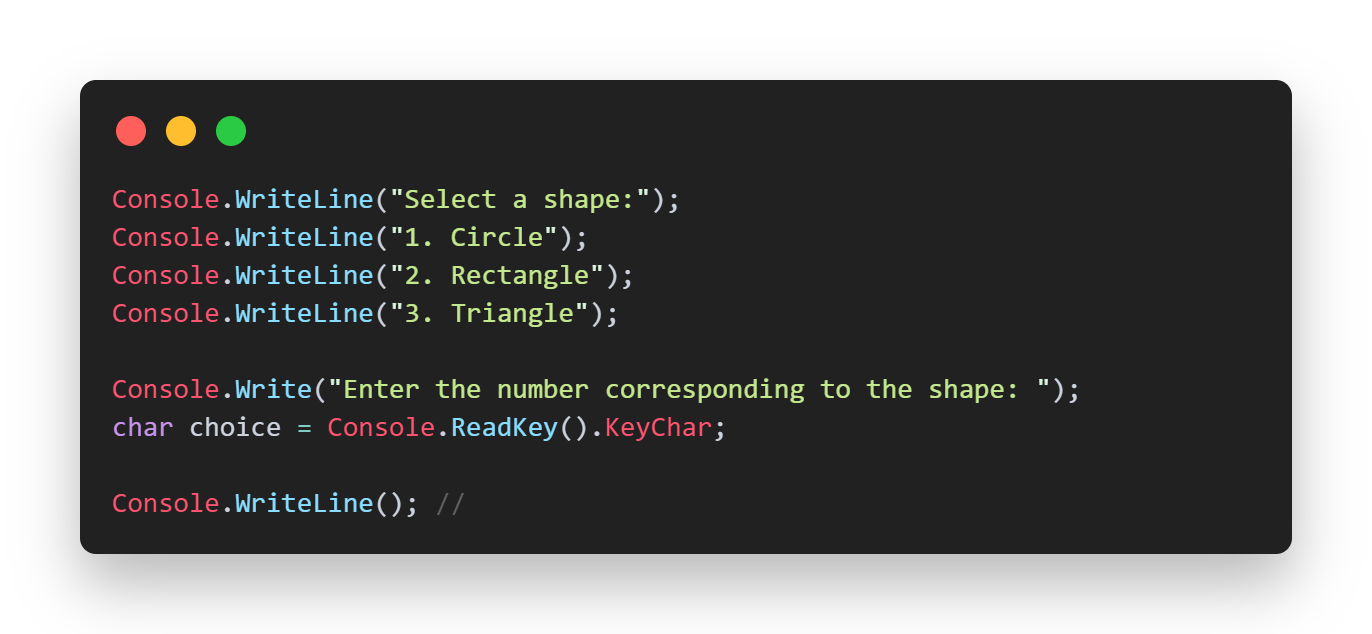 Console.WriteLine("Select a shape:");
Console.WriteLine("1. Circle");
Console.WriteLine("2. Rectangle");
Console.WriteLine("3. Triangle");
Console.Write("Enter the number corresponding to the shape: ");
char choice = Console.ReadKey().KeyChar;
Console.WriteLine(); //